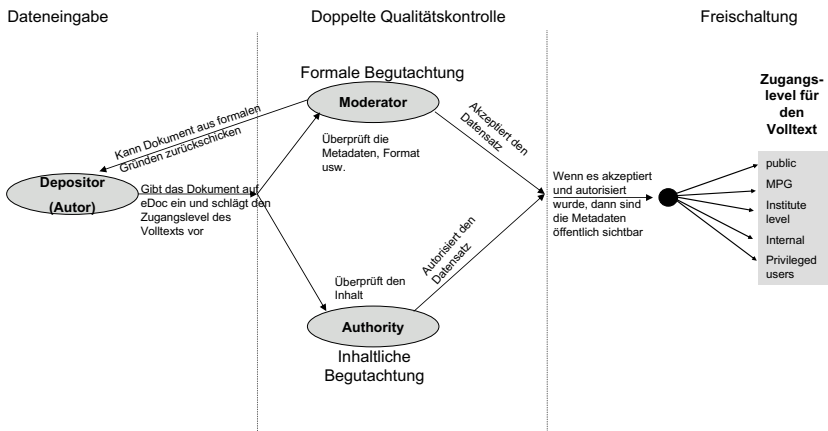 Dateneingabe
Doppelte Qualitätskontrolle
Freischaltung
Formale Begutachtung
Moderator
Kann Dokument aus formalen
Gründen zurückschicken
Überprüft die
Metadaten, Format
usw.
Akzeptiert den
Datensatz
Depositor
(Autor)
Gibt das Dokument auf
eDoc ein und schlägt den
Zugangslevel des
Volltexts vor
Überprüft den
Inhalt
Autorisiert den
Datensatz
Authority
Inhaltliche
Begutachtung
Wenn es akzeptiert
und autorisiert
wurde, dann sind
die Metadaten
öffentlich sichtbar
Zugangs-
level für
den
Volltext
public
MPG
Institute
level
Internal
Privileged
users